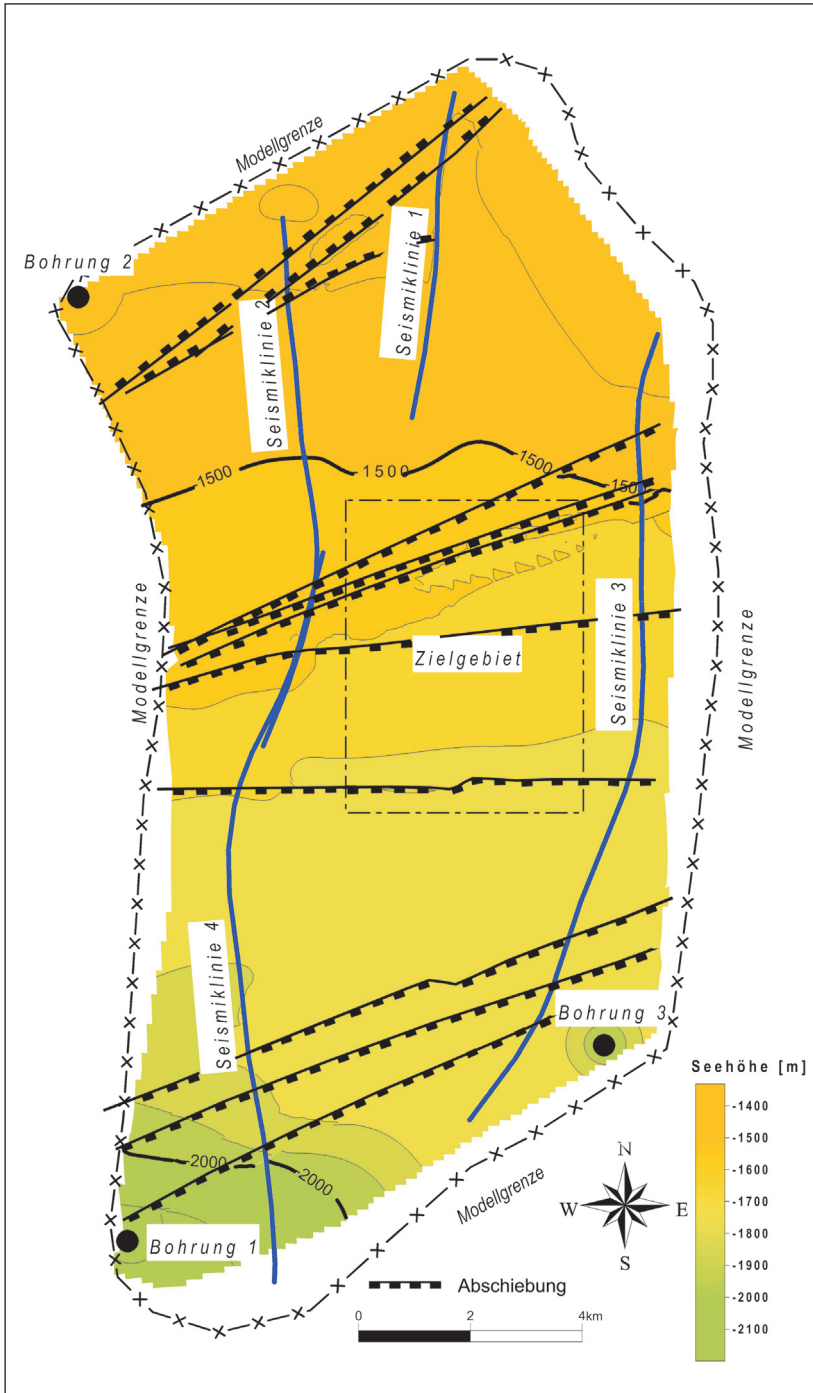 Modellgrenze
Bohrung 2
Seismiklinie 1
Seismiklinie 2
-1500
-1500
-1500
-1500
Modellgrenze
Zielgebiet
Seismiklinie 3
Modellgrenze
Seismiklinie 4
Bohrung 3
Seehöhe [m]
-1400
-1500
-1600
-1700
-1800
-1900
-2000
-2100
-2000
-2000
Bohrung 1
Modellgrenze
N
W
E
S
Abschiebung
0
2
4km